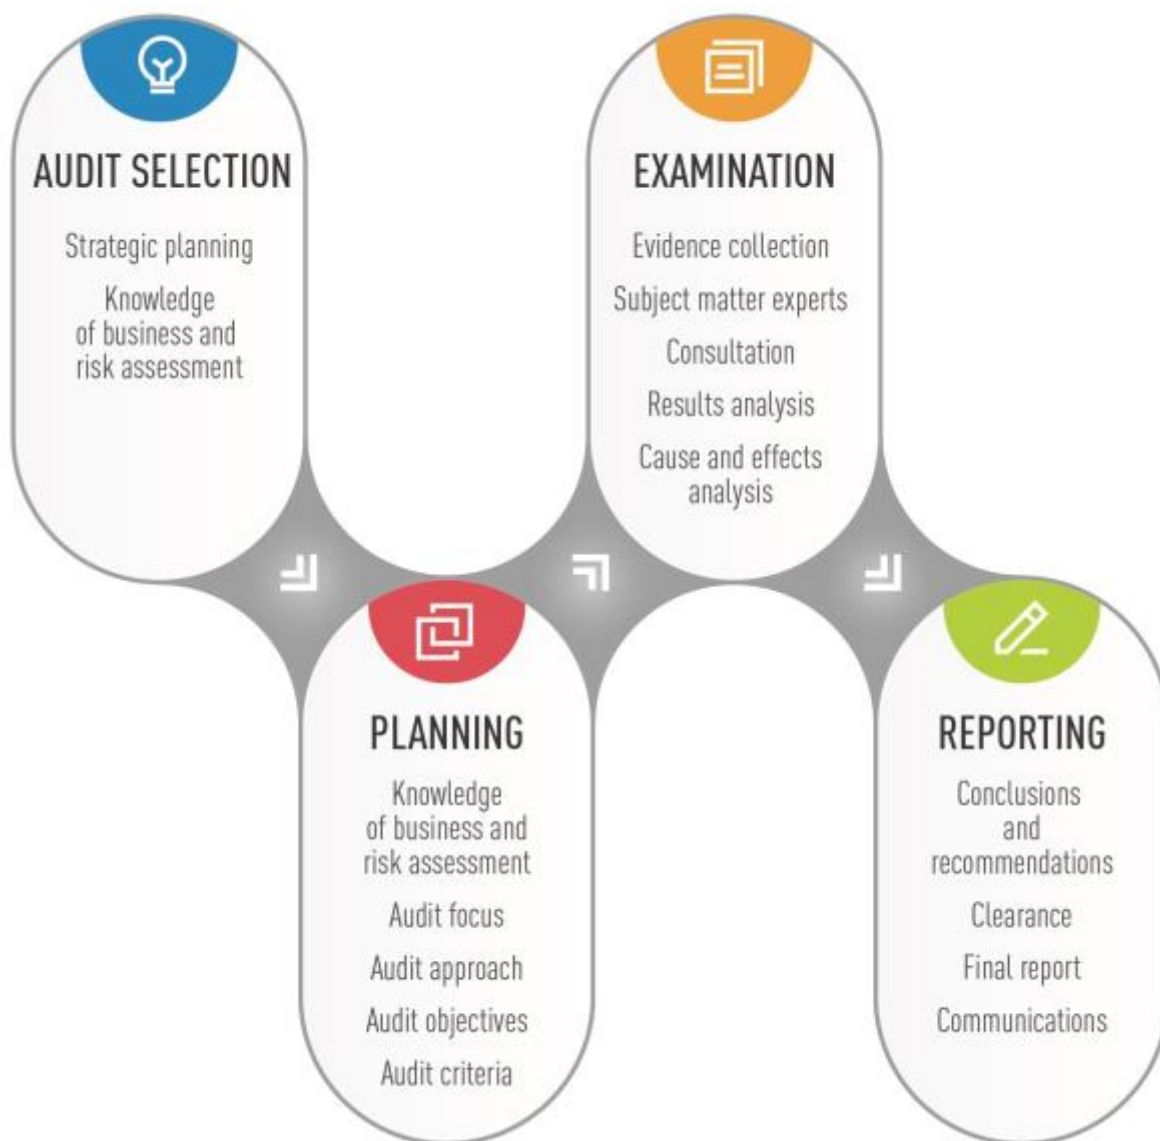 AUDIT SELECTION
Strategic planning
Knowledge
of business and
risk assessment
PLANNING
Knowledge
of business and
risk assessment
Audit focus
Audit approach
Audit objectives
Audit criteria
EXAMINATION
Evidence collection
Subject matter experts
Consultation
Results analysis
Cause and effects
analysis
REPORTING
Conclusions
and
recommendations
Clearance
Final report
Communications